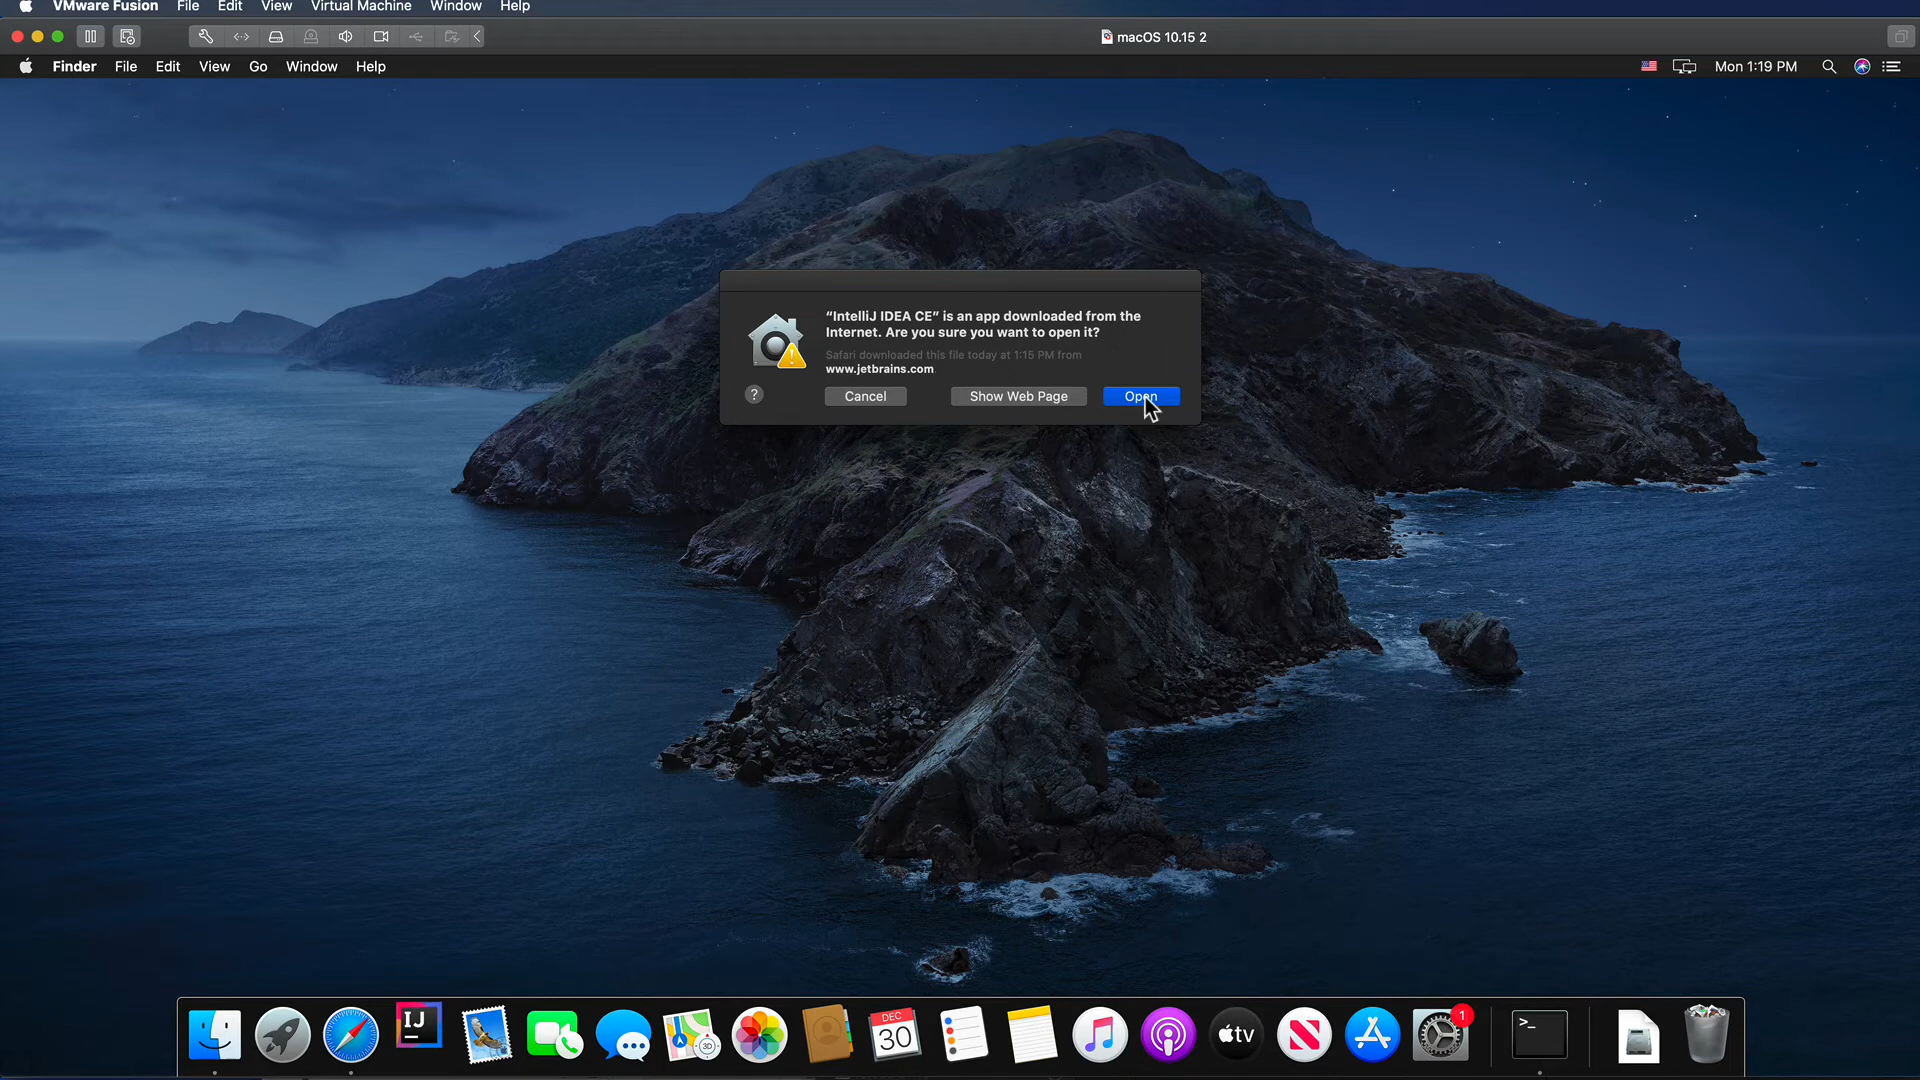 VMware Fusion File Edit View Virtual Machine Window Help
macOS 10.15 2
Finder File Edit View Go Window Help
Mon 1:19 PM
“IntelliJ IDEA CE” is an app downloaded from the
Internet. Are you sure you want to open it?
Safari downloaded this file today at 1:15 PM from
www.jetbrains.com.
? Cancel Show Web Page Open
IJ
3D
DEC
30
tv
1
>_